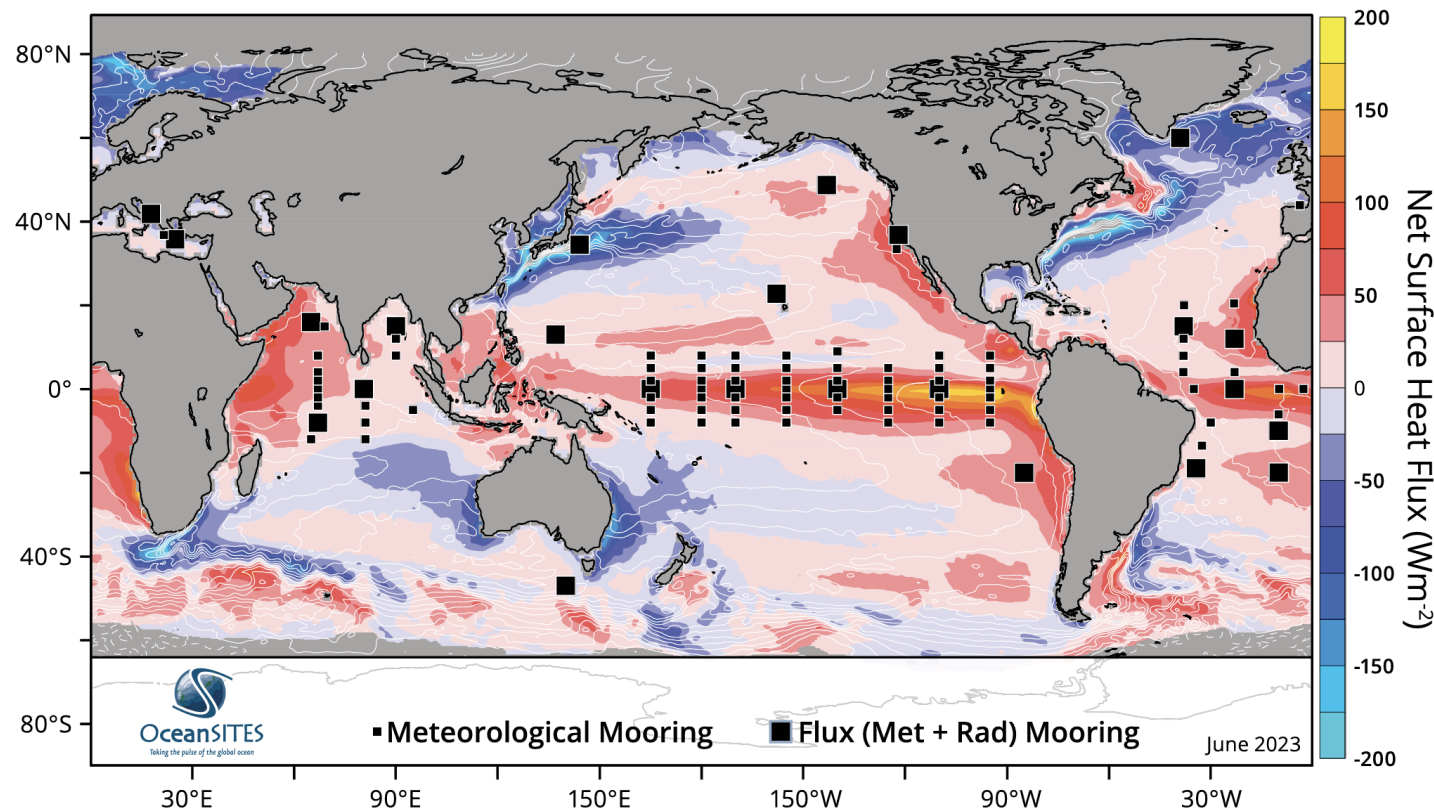 80°N
40°N
0°
40°S
80°S
30°E
90°E
150°E
150°W
90°W
30°W
200
150
100
50
0
-50
-100
-150
-200
Net Surface Heat Flux (Wm⁻²)
OceanSITES
Taking the pulse of the global ocean
Meteorological Mooring
Flux (Met + Rad) Mooring
June 2023